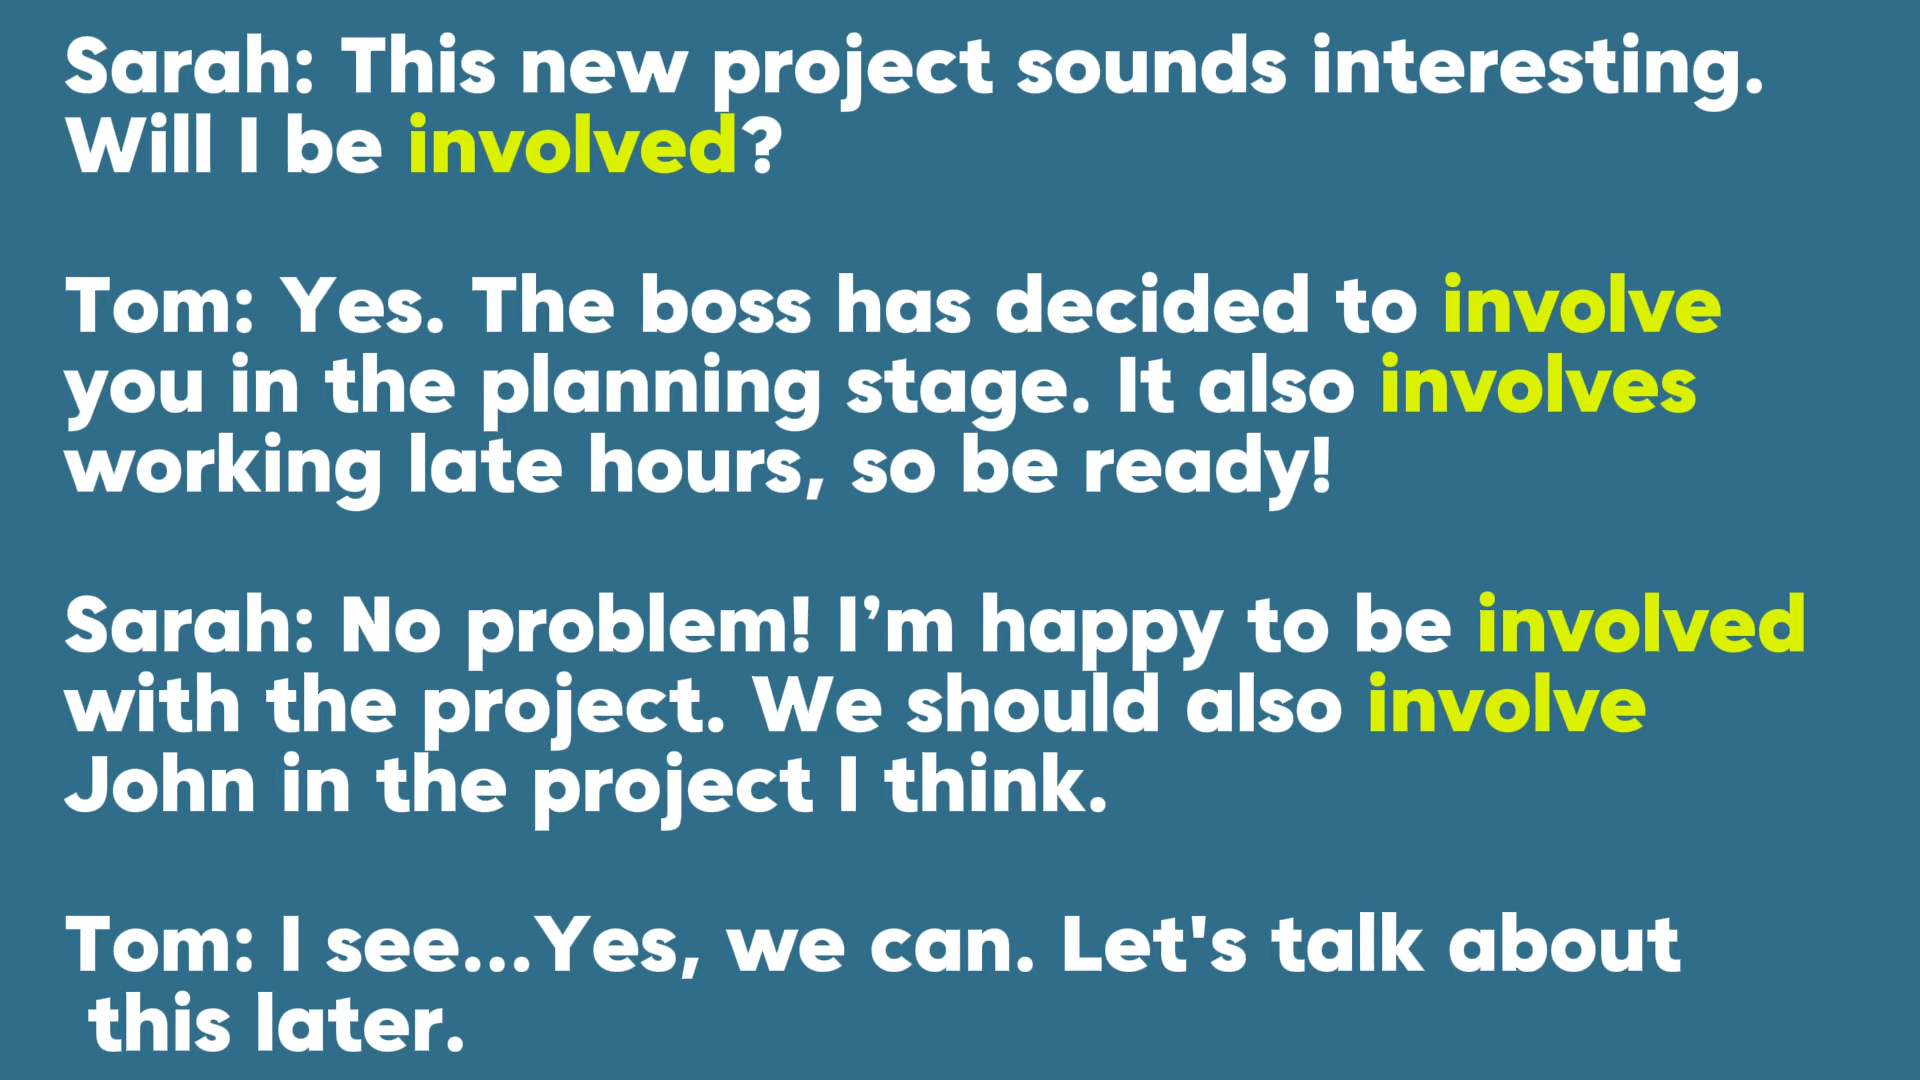 Sarah: This new project sounds interesting.
Will I be involved?
Tom: Yes. The boss has decided to involve
you in the planning stage. It also involves
working late hours, so be ready!
Sarah: No problem! I’m happy to be involved
with the project. We should also involve
John in the project I think.
Tom: I see...Yes, we can. Let's talk about
this later.